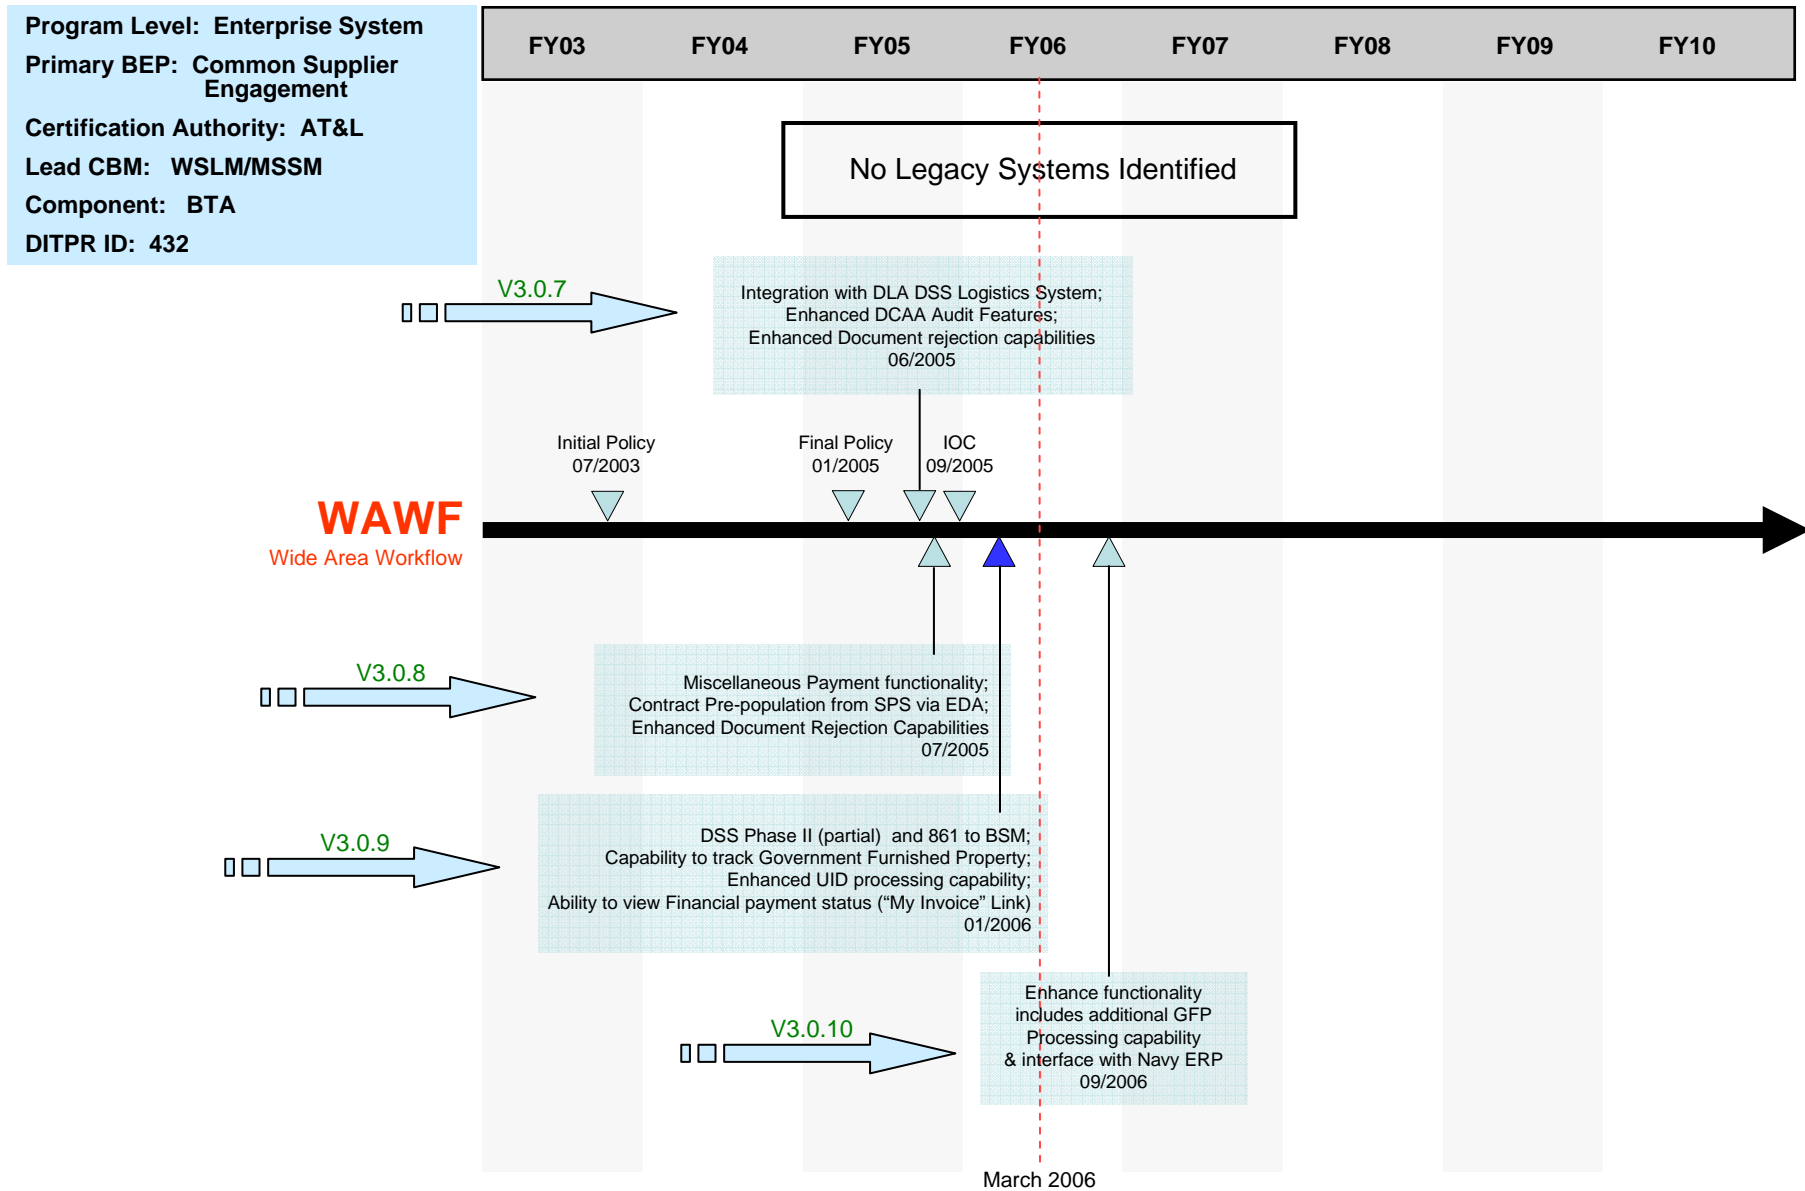 Program Level: Enterprise System
Primary BEP: Common Supplier
Engagement
Certification Authority: AT&L
Lead CBM: WSLM/MSSM
Component: BTA
DITPR ID: 432
FY03 FY04 FY05 FY06 FY07 FY08 FY09 FY10
No Legacy Systems Identified
V3.0.7
Integration with DLA DSS Logistics System;
Enhanced DCAA Audit Features;
Enhanced Document rejection capabilities
06/2005
Initial Policy
07/2003
Final Policy
01/2005
IOC
09/2005
WAWF
Wide Area Workflow
V3.0.8
Miscellaneous Payment functionality;
Contract Pre-population from SPS via EDA;
Enhanced Document Rejection Capabilities
07/2005
V3.0.9
DSS Phase II (partial) and 861 to BSM;
Capability to track Government Furnished Property;
Enhanced UID processing capability;
Ability to view Financial payment status (“My Invoice” Link)
01/2006
V3.0.10
Enhance functionality
includes additional GFP
Processing capability
& interface with Navy ERP
09/2006
March 2006